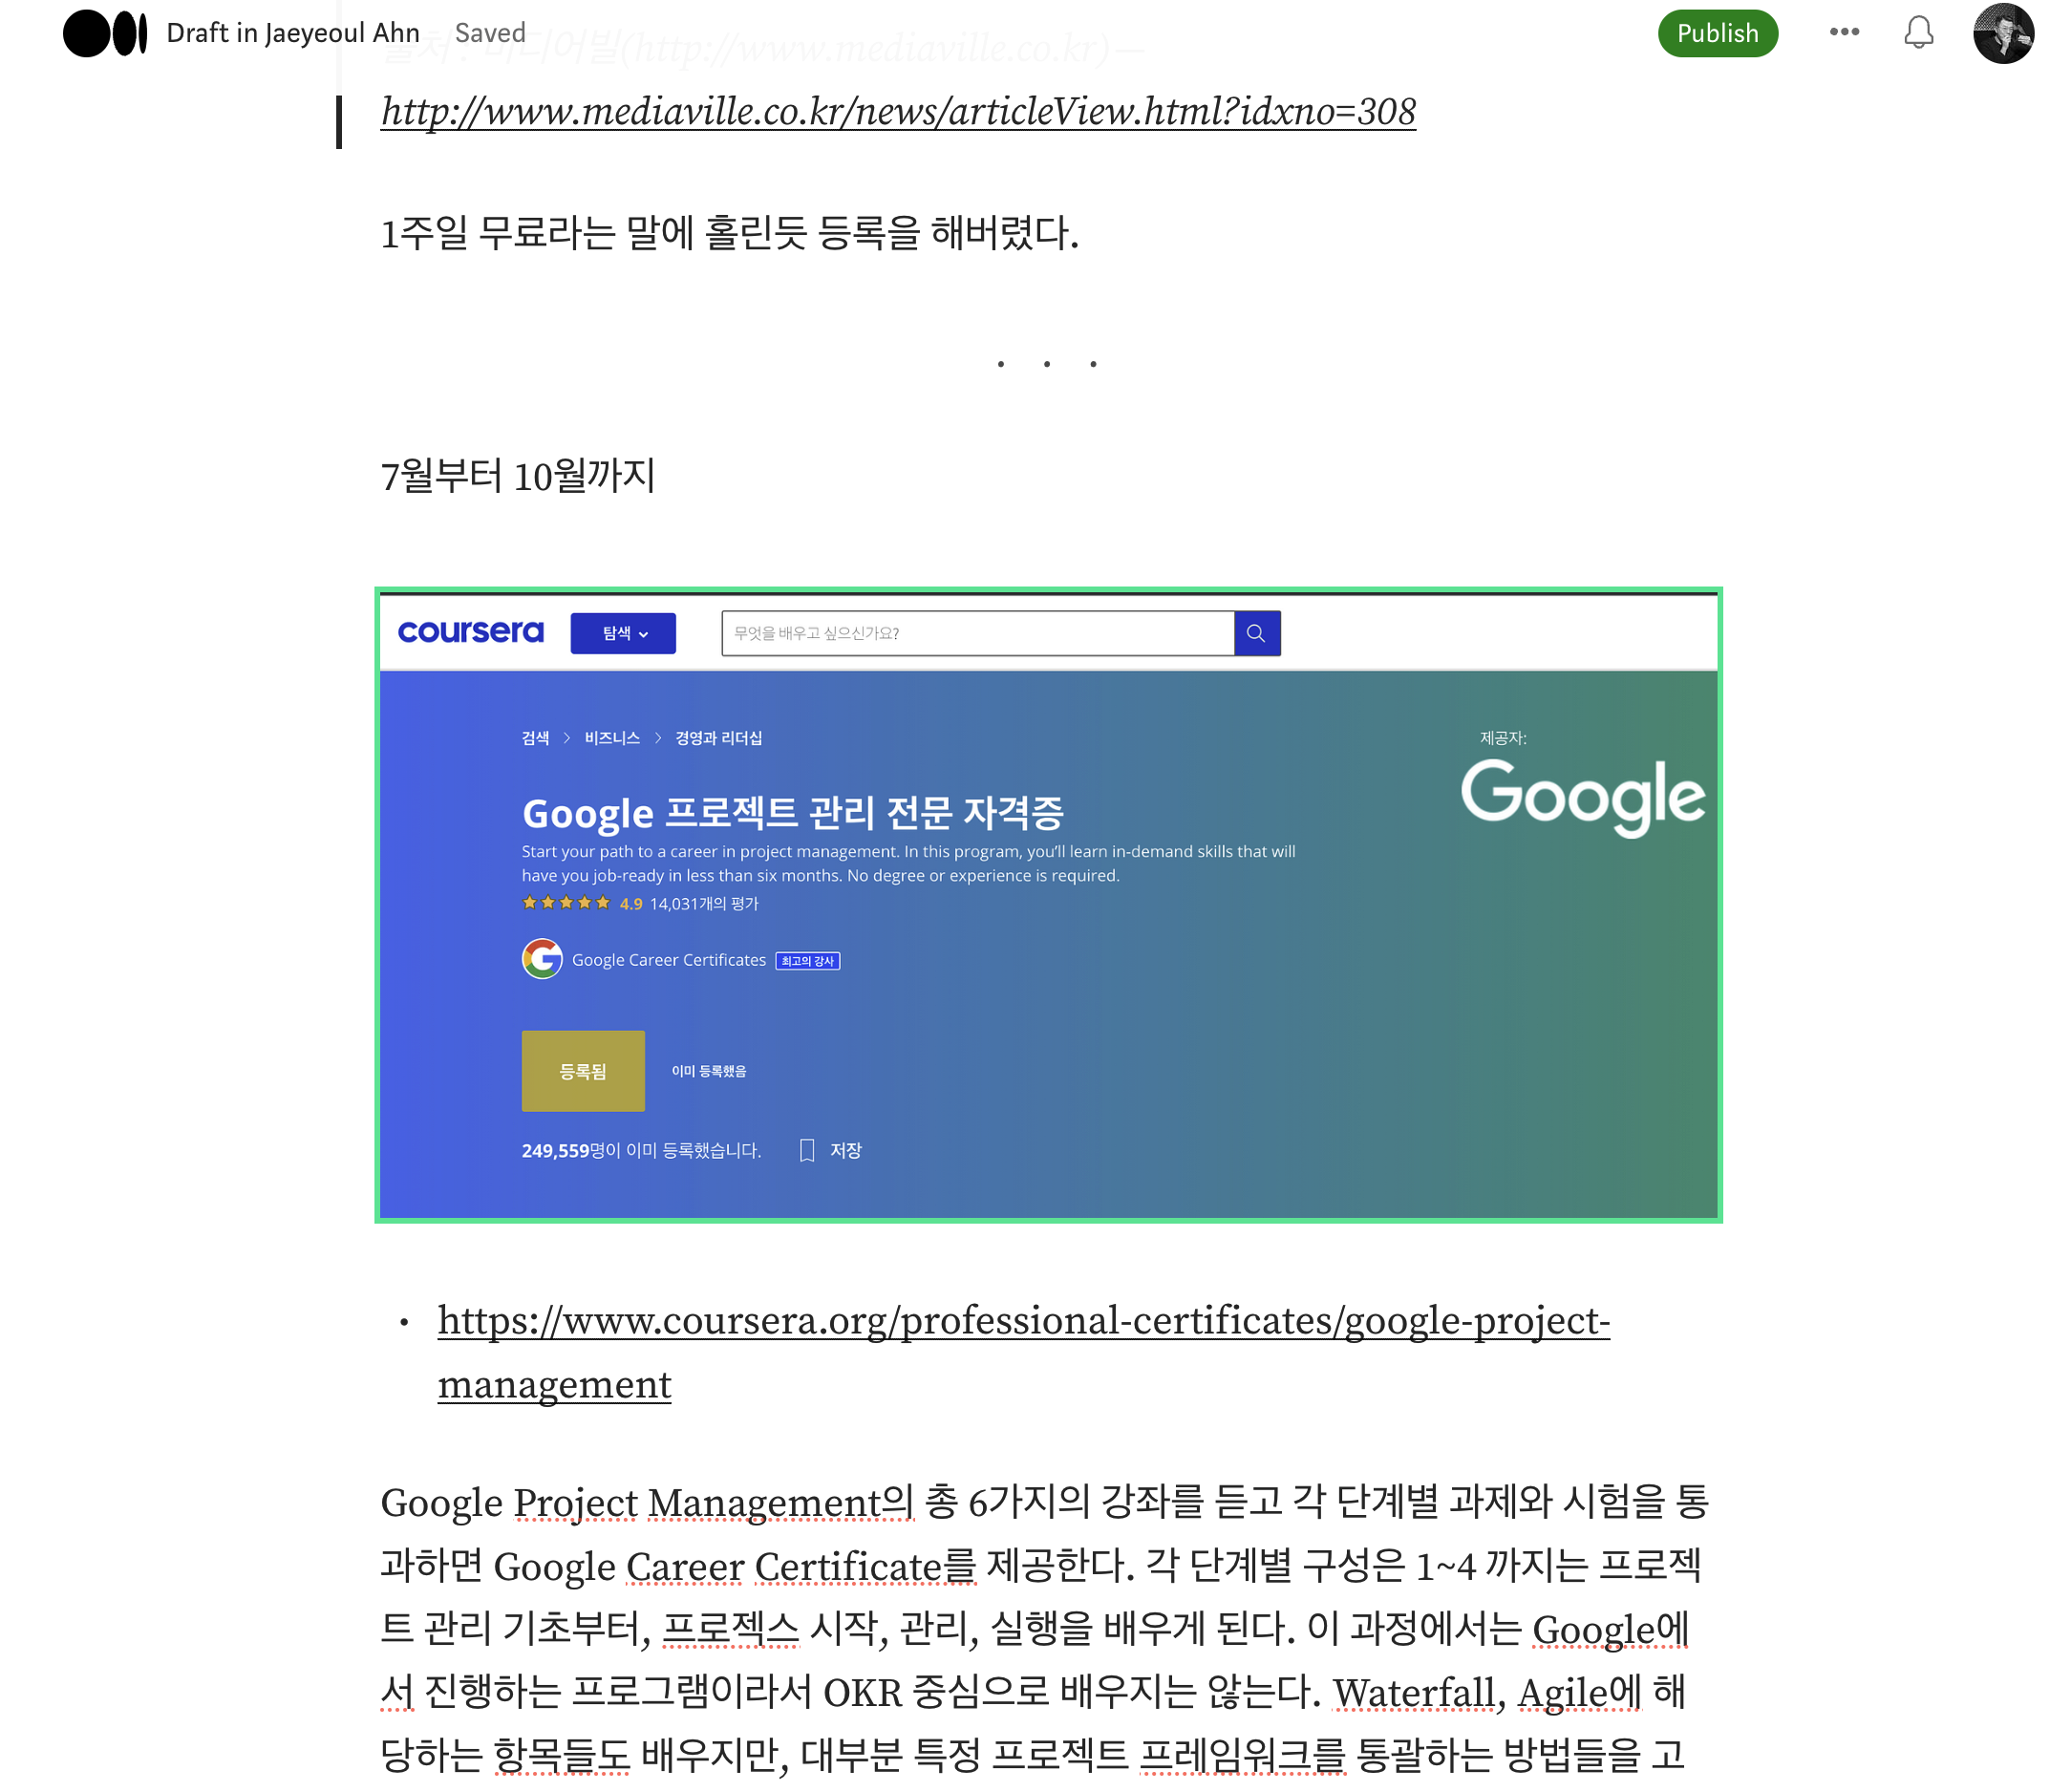 Draft in Jaeyeoul Ahn Saved Publish
출처 : 미디어빌(http://www.mediaville.co.kr) —
http://www.mediaville.co.kr/news/articleView.html?idxno=308
1주일 무료라는 말에 홀린듯 등록을 해버렸다.
7월부터 10월까지
coursera 탐색 무엇을 배우고 싶으신가요?
검색 > 비즈니스 > 경영과 리더십
제공자:
Google
Google 프로젝트 관리 전문 자격증
Start your path to a career in project management. In this program, you’ll learn in-demand skills that will
have you job-ready in less than six months. No degree or experience is required.
4.9 14,031개의 평가
Google Career Certificates 최고의 강사
등록됨 이미 등록했음
249,559명이 이미 등록했습니다. 저장
• https://www.coursera.org/professional-certificates/google-project-
management
Google Project Management의 총 6가지의 강좌를 듣고 각 단계별 과제와 시험을 통
과하면 Google Career Certificate를 제공한다. 각 단계별 구성은 1~4 까지는 프로젝
트 관리 기초부터, 프로젝스 시작, 관리, 실행을 배우게 된다. 이 과정에서는 Google에
서 진행하는 프로그램이라서 OKR 중심으로 배우지는 않는다. Waterfall, Agile에 해
당하는 항목들도 배우지만, 대부분 특정 프로젝트 프레임워크를 통괄하는 방법들을 고